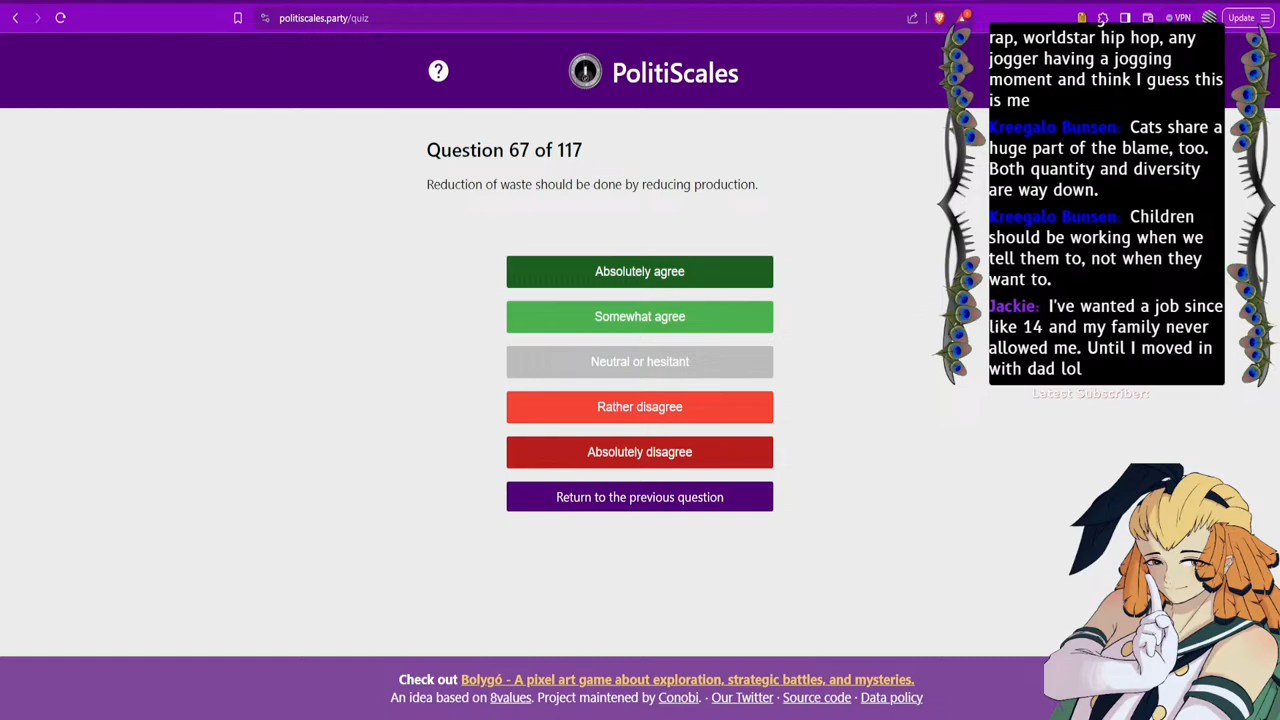 politiscales.party/quiz
VPN
Update
PolitiScales
Question 67 of 117
Reduction of waste should be done by reducing production.
Absolutely agree
Somewhat agree
Neutral or hesitant
Rather disagree
Absolutely disagree
Return to the previous question
rap, worldstar hip hop, any
jogger having a jogging
moment and think I guess this
is me
Kreegalo Bunsen: Cats share a
huge part of the blame, too.
Both quantity and diversity
are way down.
Kreegalo Bunsen: Children
should be working when we
tell them to, not when they
want to.
Jackie: I've wanted a job since
like 14 and my family never
allowed me. Until I moved in
with dad lol
Latest Subscriber:
Check out Bolygó - A pixel art game about exploration, strategic battles, and mysteries.
An idea based on 8values. Project maintened by Conobi. · Our Twitter · Source code · Data policy